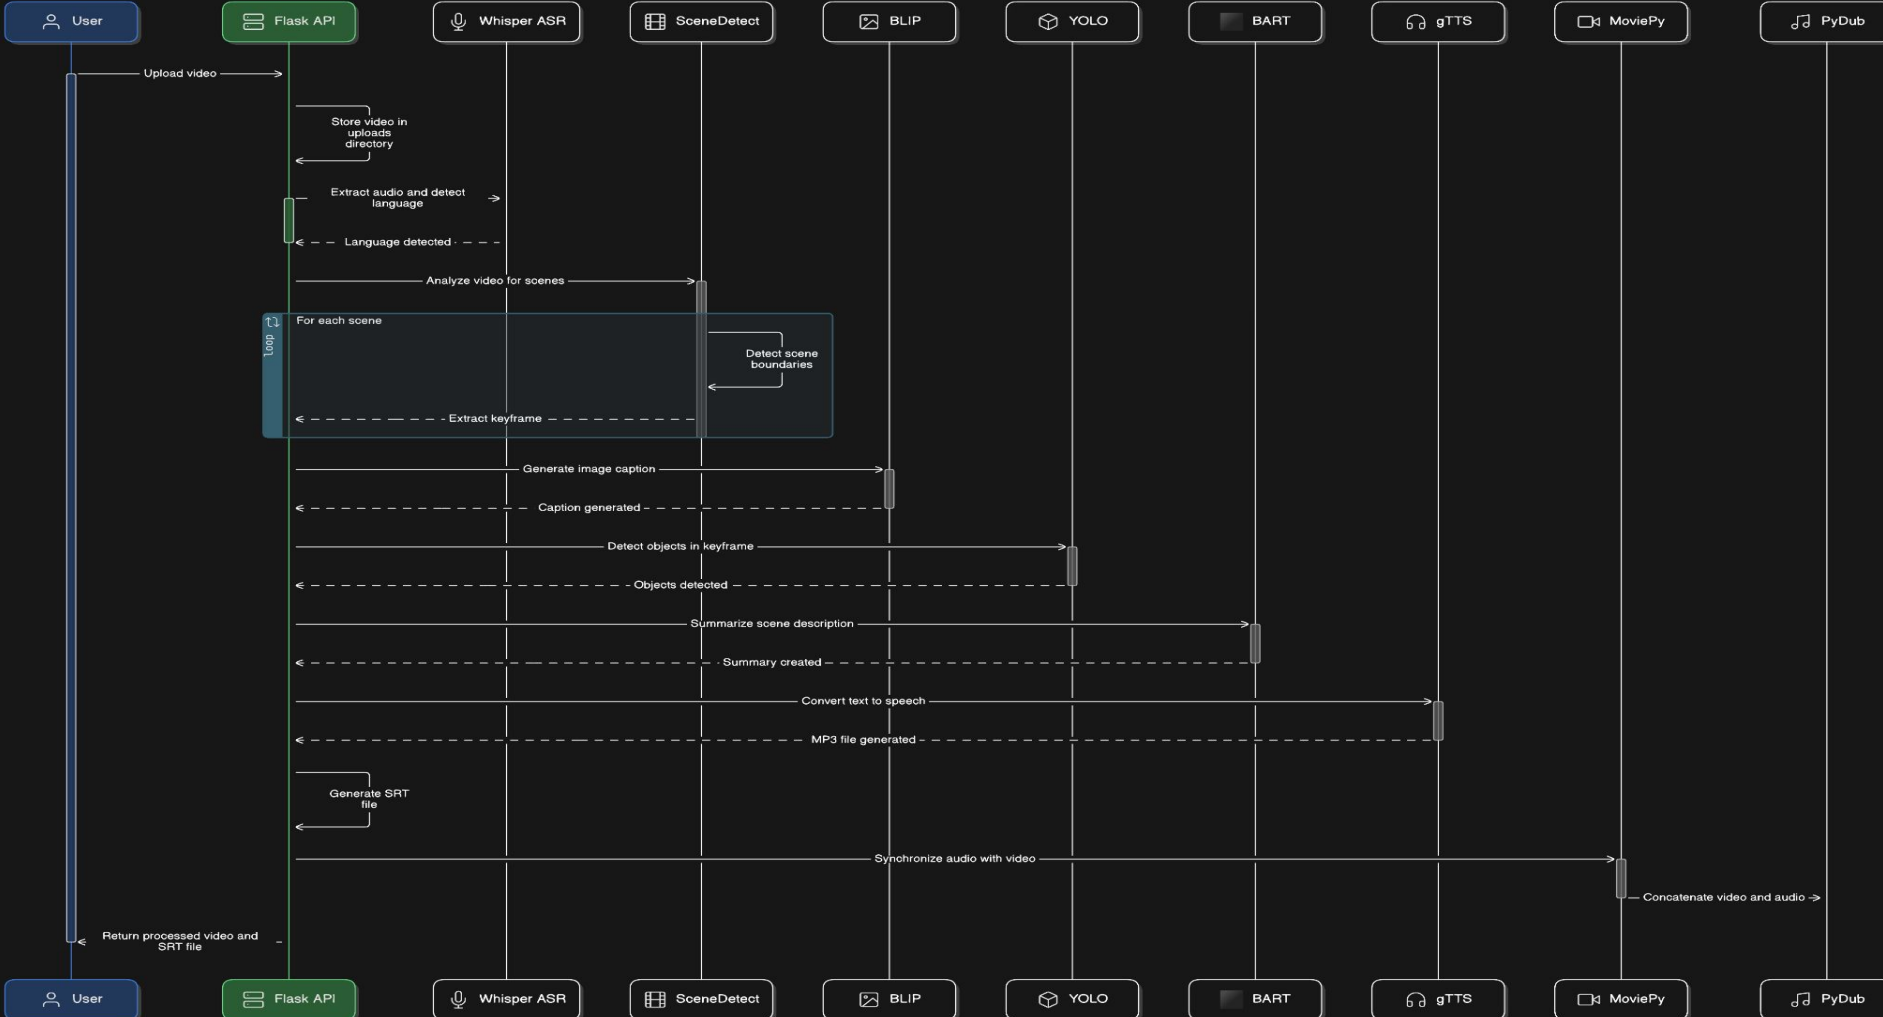 User
Flask API
Whisper ASR
SceneDetect
BLIP
YOLO
BART
gTTS
MoviePy
PyDub
Upload video
Store video in
uploads
directory
Extract audio and detect
language
Language detected
Analyze video for scenes
loop
For each scene
Detect scene
boundaries
Extract keyframe
Generate image caption
Caption generated
Detect objects in keyframe
Objects detected
Summarize scene description
Summary created
Convert text to speech
MP3 file generated
Generate SRT
file
Synchronize audio with video
Concatenate video and audio
Return processed video and
SRT file
User
Flask API
Whisper ASR
SceneDetect
BLIP
YOLO
BART
gTTS
MoviePy
PyDub